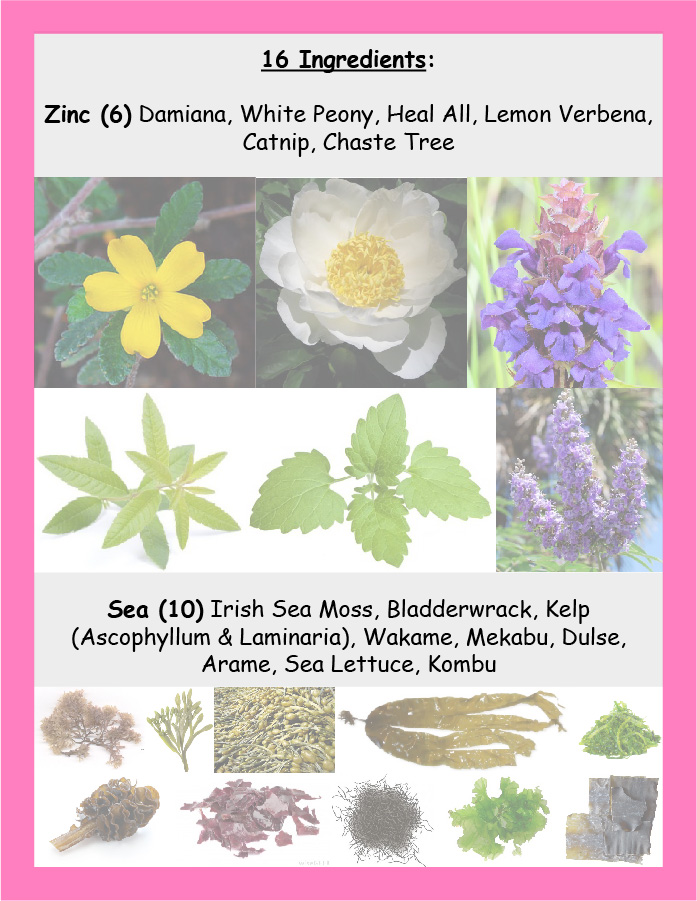 16 Ingredients:
Zinc (6) Damiana, White Peony, Heal All, Lemon Verbena,
Catnip, Chaste Tree
Sea (10) Irish Sea Moss, Bladderwrack, Kelp
(Ascophyllum & Laminaria), Wakame, Mekabu, Dulse,
Arame, Sea Lettuce, Kombu